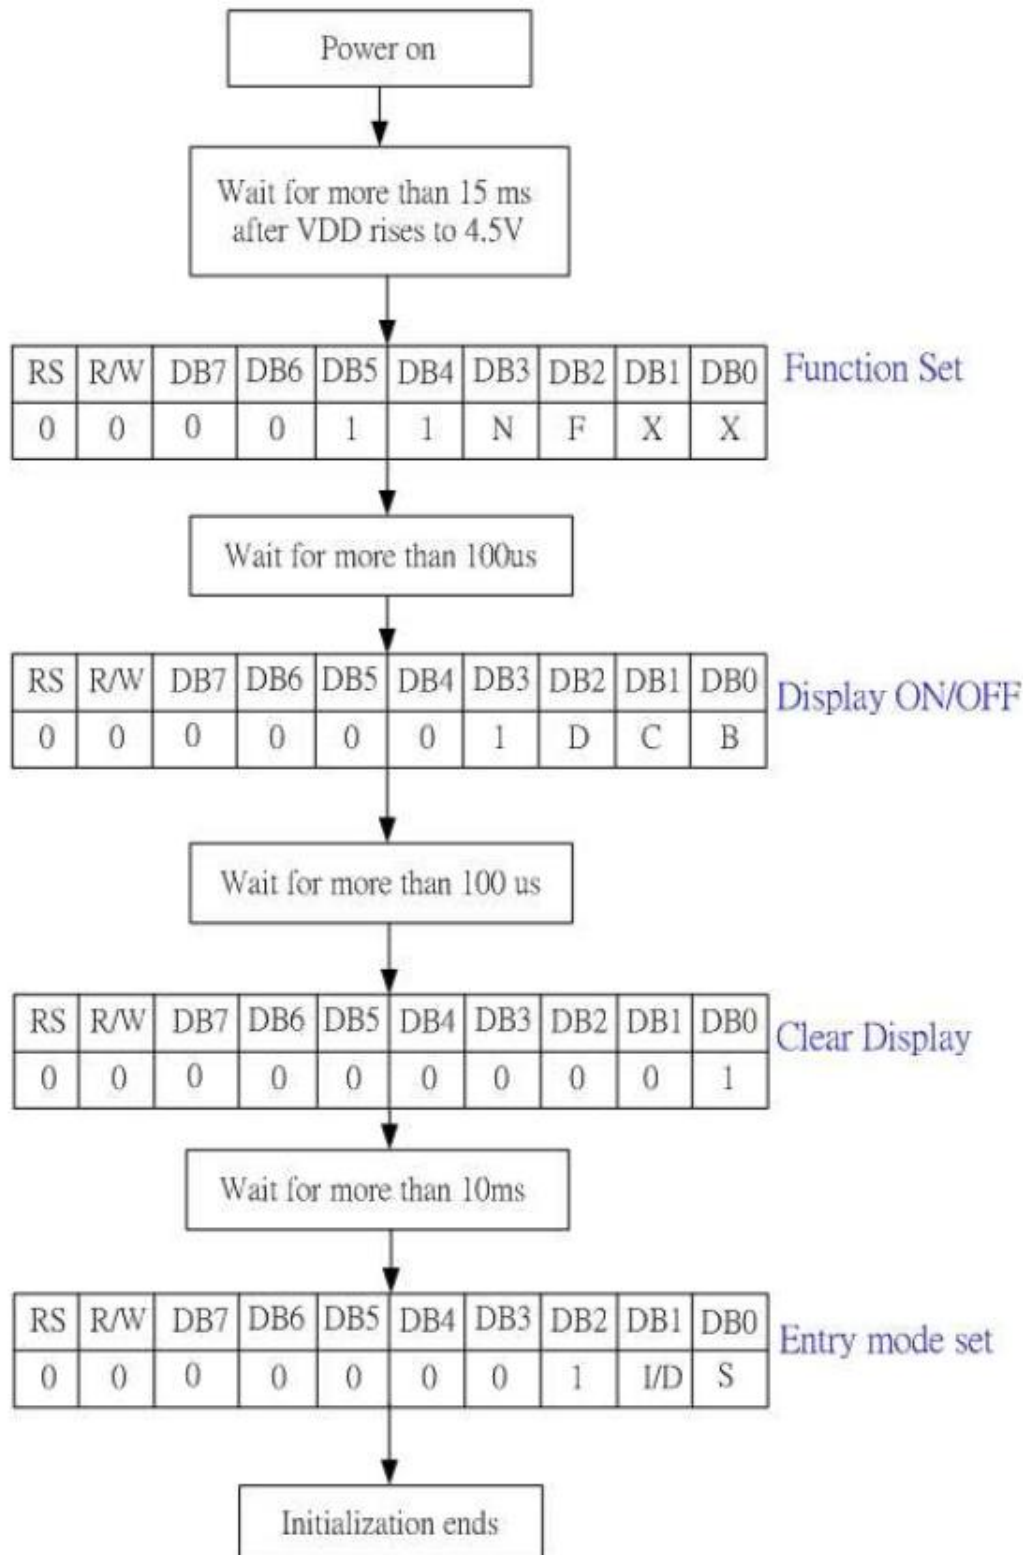 Power on
Wait for more than 15 ms
after VDD rises to 4.5V
RS R/W DB7 DB6 DB5 DB4 DB3 DB2 DB1 DB0
Function Set
0 0 0 0 1 1 N F X X
Wait for more than 100us
RS R/W DB7 DB6 DB5 DB4 DB3 DB2 DB1 DB0
Display ON/OFF
0 0 0 0 0 0 1 D C B
Wait for more than 100 us
RS R/W DB7 DB6 DB5 DB4 DB3 DB2 DB1 DB0
Clear Display
0 0 0 0 0 0 0 0 0 1
Wait for more than 10ms
RS R/W DB7 DB6 DB5 DB4 DB3 DB2 DB1 DB0
Entry mode set
0 0 0 0 0 0 0 1 I/D S
Initialization ends